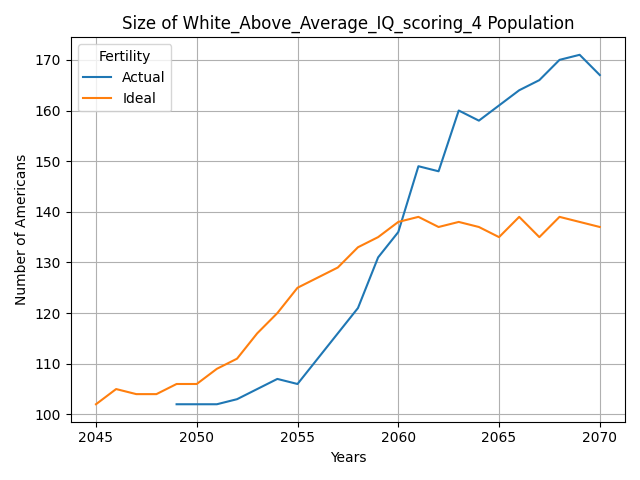 Size of White_Above_Average_IQ_scoring_4 Population
Fertility
Actual
Ideal
170
160
150
140
130
120
110
100
Number of Americans
2045 2050 2055 2060 2065 2070
Years